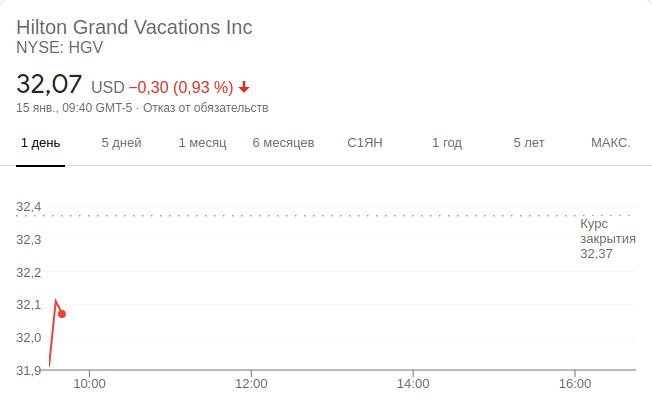 Hilton Grand Vacations Inc
NYSE: HGV
32,07 USD −0,30 (0,93 %)
15 янв., 09:40 GMT-5 · Отказ от обязательств
1 день 5 дней 1 месяц 6 месяцев С1ЯН 1 год 5 лет МАКС.
32,4
Курс
закрытия
32,37
32,3
32,2
32,1
32,0
31,9
10:00 12:00 14:00 16:00